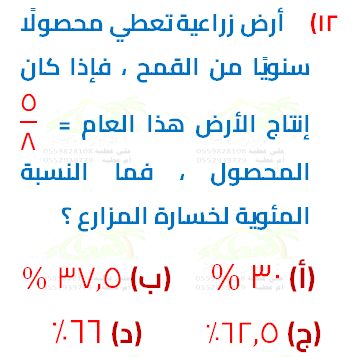 ١٢) أرض زراعية تعطي محصولًا
سنويًا من القمح ، فإذا كان
إنتاج الأرض هذا العام = ٥/٨
المحصول ، فما النسبة
المئوية لخسارة المزارع ؟
(أ) ٣٠ % (ب) ٣٧,٥ %
(ج) ٦٢,٥٪ (د) ٦٦٪